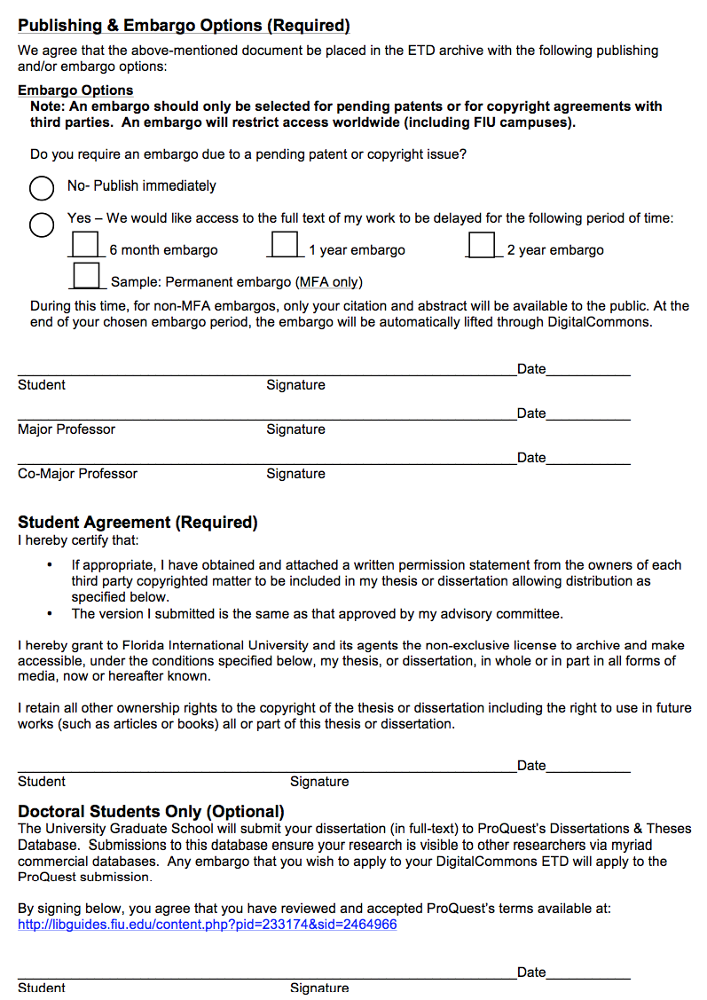 Publishing & Embargo Options (Required)
We agree that the above-mentioned document be placed in the ETD archive with the following publishing
and/or embargo options:
Embargo Options
Note: An embargo should only be selected for pending patents or for copyright agreements with
third parties.  An embargo will restrict access worldwide (including FIU campuses).
Do you require an embargo due to a pending patent or copyright issue?
No- Publish immediately
Yes – We would like access to the full text of my work to be delayed for the following period of time:
6 month embargo 1 year embargo 2 year embargo
Sample: Permanent embargo (MFA only)
During this time, for non-MFA embargos, only your citation and abstract will be available to the public. At the
end of your chosen embargo period, the embargo will be automatically lifted through DigitalCommons.
Date
Student Signature
Date
Major Professor Signature
Date
Co-Major Professor Signature
Student Agreement (Required)
I hereby certify that:
• If appropriate, I have obtained and attached a written permission statement from the owners of each
third party copyrighted matter to be included in my thesis or dissertation allowing distribution as
specified below.
• The version I submitted is the same as that approved by my advisory committee.
I hereby grant to Florida International University and its agents the non-exclusive license to archive and make
accessible, under the conditions specified below, my thesis, or dissertation, in whole or in part in all forms of
media, now or hereafter known.
I retain all other ownership rights to the copyright of the thesis or dissertation including the right to use in future
works (such as articles or books) all or part of this thesis or dissertation.
Date
Student Signature
Doctoral Students Only (Optional)
The University Graduate School will submit your dissertation (in full-text) to ProQuest's Dissertations & Theses
Database.  Submissions to this database ensure your research is visible to other researchers via myriad
commercial databases.  Any embargo that you wish to apply to your DigitalCommons ETD will apply to the
ProQuest submission.
By signing below, you agree that you have reviewed and accepted ProQuest's terms available at:
http://libguides.fiu.edu/content.php?pid=233174&sid=2464966
Date
Student Signature